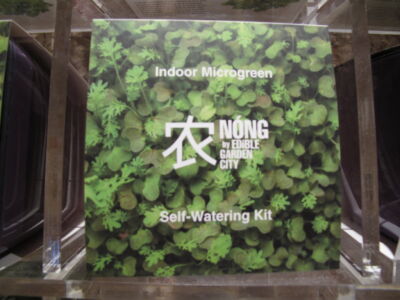 Indoor Microgreen
农 NÓNG
by EDiBLE
GARDEN
CITY
Self-Watering Kit